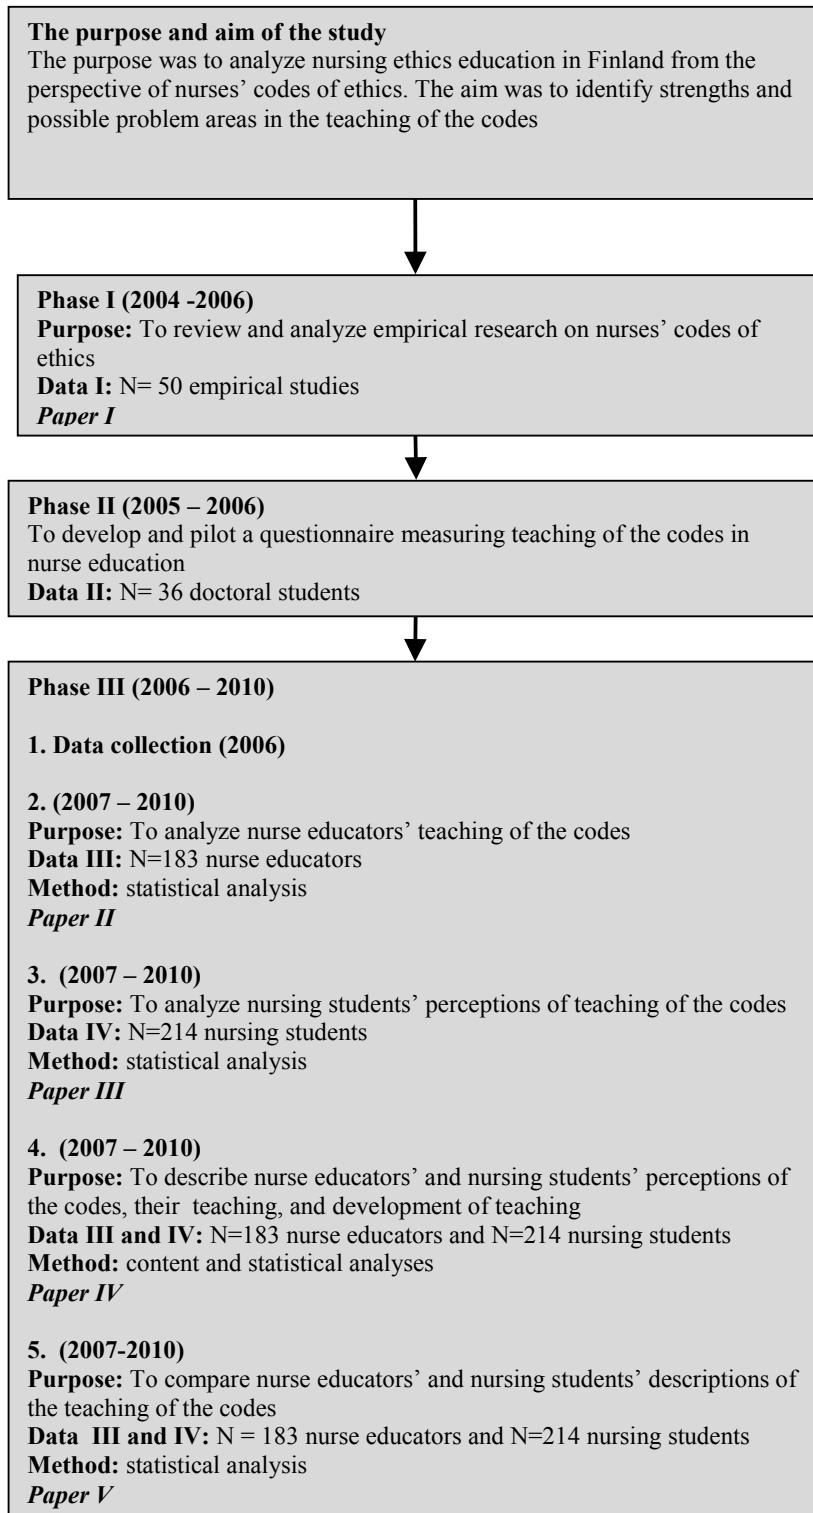 The purpose and aim of the study
The purpose was to analyze nursing ethics education in Finland from the
perspective of nurses’ codes of ethics. The aim was to identify strengths and
possible problem areas in the teaching of the codes
Phase I (2004 -2006)
Purpose: To review and analyze empirical research on nurses’ codes of
ethics
Data I: N= 50 empirical studies
Paper I
Phase II (2005 – 2006)
To develop and pilot a questionnaire measuring teaching of the codes in
nurse education
Data II: N= 36 doctoral students
Phase III (2006 – 2010)
1. Data collection (2006)
2. (2007 – 2010)
Purpose: To analyze nurse educators’ teaching of the codes
Data III: N=183 nurse educators
Method: statistical analysis
Paper II
3. (2007 – 2010)
Purpose: To analyze nursing students’ perceptions of teaching of the codes
Data IV: N=214 nursing students
Method: statistical analysis
Paper III
4. (2007 – 2010)
Purpose: To describe nurse educators’ and nursing students’ perceptions of
the codes, their teaching, and development of teaching
Data III and IV: N=183 nurse educators and N=214 nursing students
Method: content and statistical analyses
Paper IV
5. (2007-2010)
Purpose: To compare nurse educators’ and nursing students’ descriptions of
the teaching of the codes
Data III and IV: N = 183 nurse educators and N=214 nursing students
Method: statistical analysis
Paper V